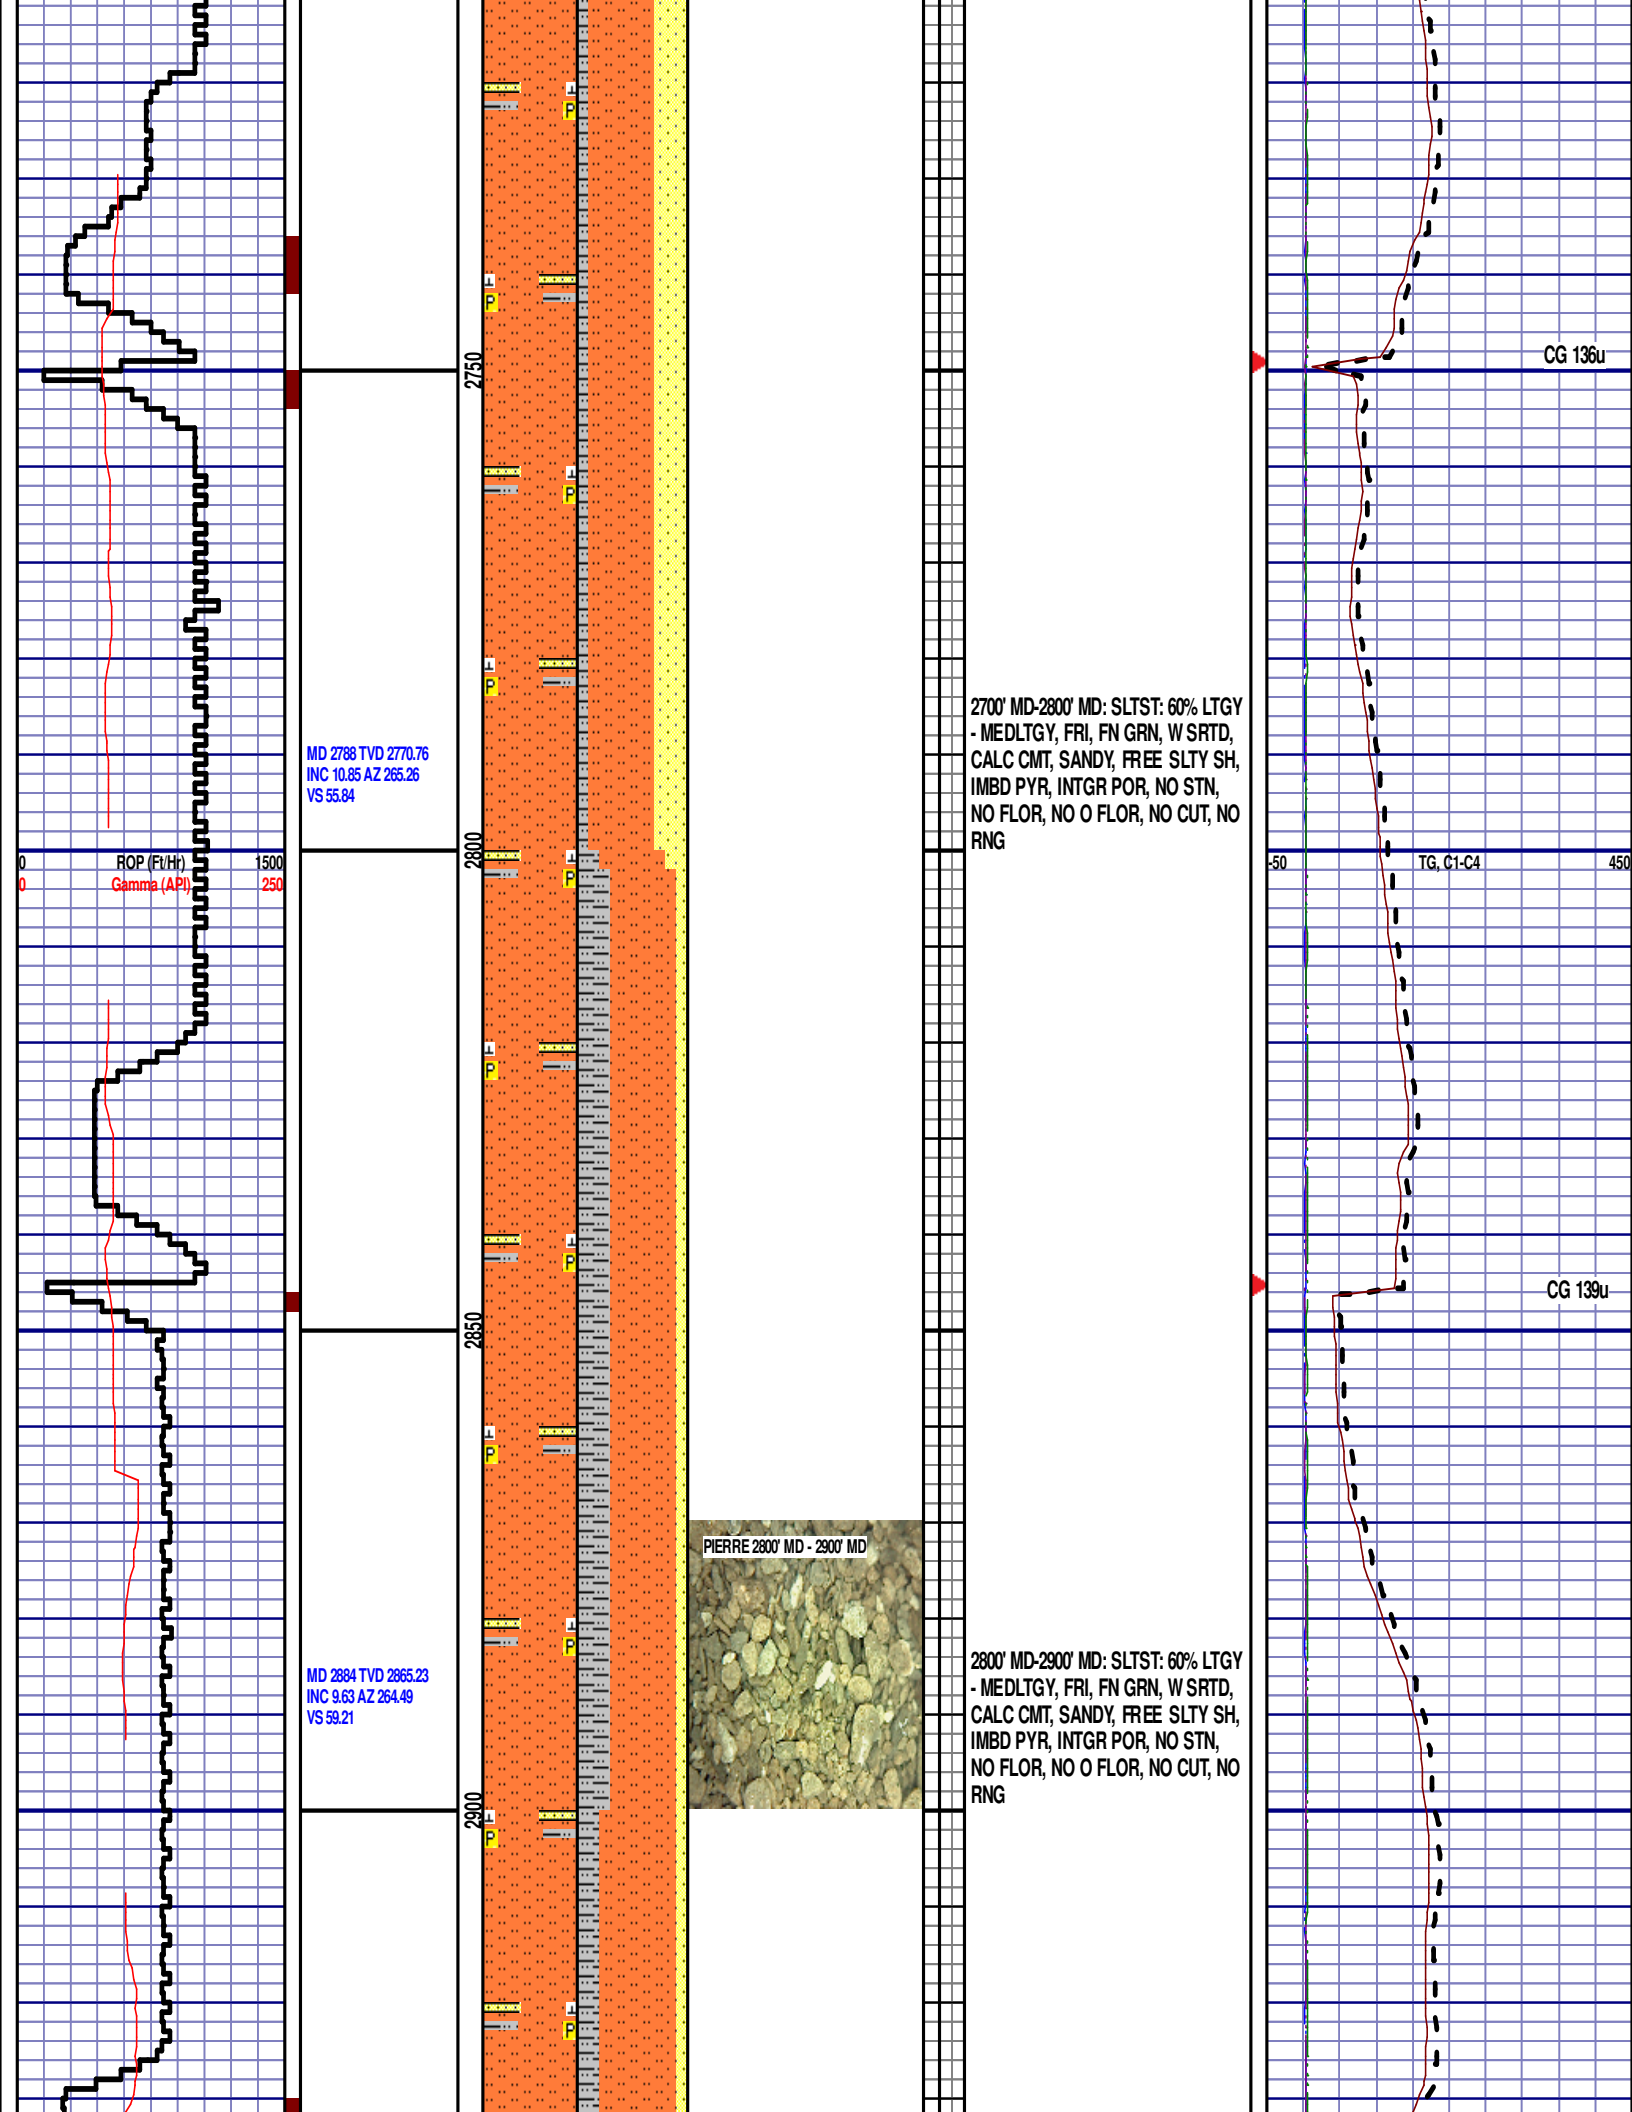 CG 136u
2750
2700' MD-2800' MD: SLTST: 60% LTGY
- MEDLTGY, FRI, FN GRN, W SRTD,
CALC CMT, SANDY, FREE SLTY SH,
IMBD PYR, INTGR POR, NO STN,
NO FLOR, NO O FLOR, NO CUT, NO
RNG
MD 2788 TVD 2770.76
INC 10.85 AZ 265.26
VS 55.84
2800
0 ROP (Ft/Hr) 1500
0 Gamma (API) 250
-50 TG, C1-C4 450
CG 139u
2850
PIERRE 2800' MD - 2900' MD
MD 2884 TVD 2865.23
INC 9.63 AZ 264.49
VS 59.21
2800' MD-2900' MD: SLTST: 60% LTGY
- MEDLTGY, FRI, FN GRN, W SRTD,
CALC CMT, SANDY, FREE SLTY SH,
IMBD PYR, INTGR POR, NO STN,
NO FLOR, NO O FLOR, NO CUT, NO
RNG
2900
P
P
P
P
P
P
P
P
P
P
P